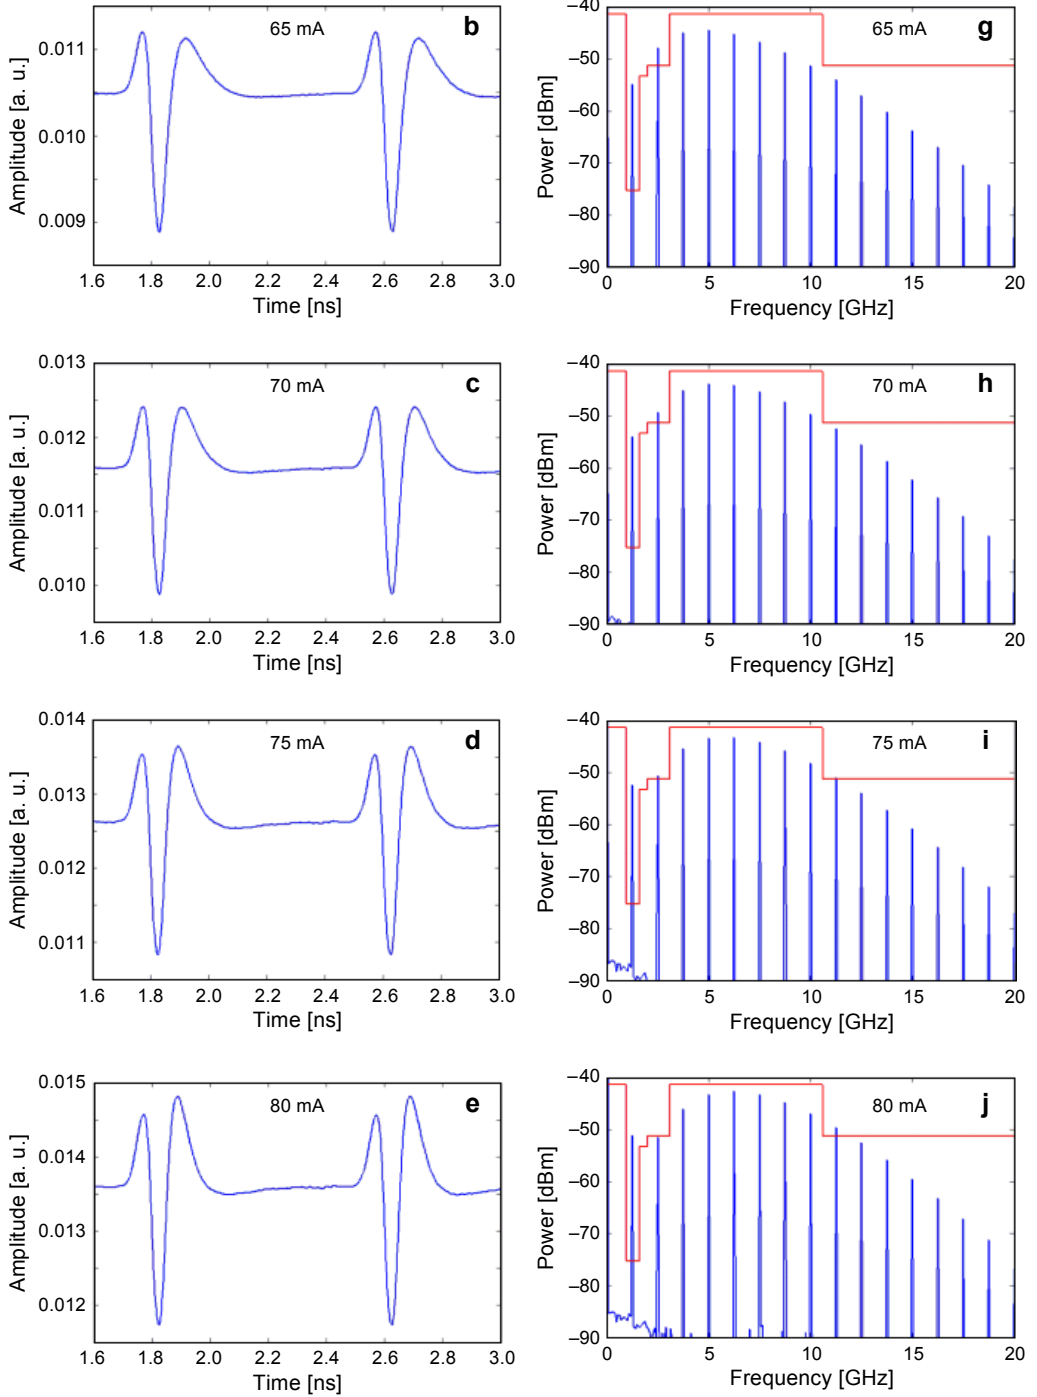 65 mA
b
0.011
0.010
0.009
Amplitude [a. u.]
1.6 1.8 2.0 2.2 2.4 2.6 2.8 3.0
Time [ns]
65 mA
g
–40
–50
–60
–70
–80
–90
Power [dBm]
0 5 10 15 20
Frequency [GHz]
70 mA
c
0.013
0.012
0.011
0.010
Amplitude [a. u.]
1.6 1.8 2.0 2.2 2.4 2.6 2.8 3.0
Time [ns]
70 mA
h
–40
–50
–60
–70
–80
–90
Power [dBm]
0 5 10 15 20
Frequency [GHz]
75 mA
d
0.014
0.013
0.012
0.011
Amplitude [a. u.]
1.6 1.8 2.0 2.2 2.4 2.6 2.8 3.0
Time [ns]
75 mA
i
–40
–50
–60
–70
–80
–90
Power [dBm]
0 5 10 15 20
Frequency [GHz]
80 mA
e
0.015
0.014
0.013
0.012
Amplitude [a. u.]
1.6 1.8 2.0 2.2 2.4 2.6 2.8 3.0
Time [ns]
80 mA
j
–40
–50
–60
–70
–80
–90
Power [dBm]
0 5 10 15 20
Frequency [GHz]